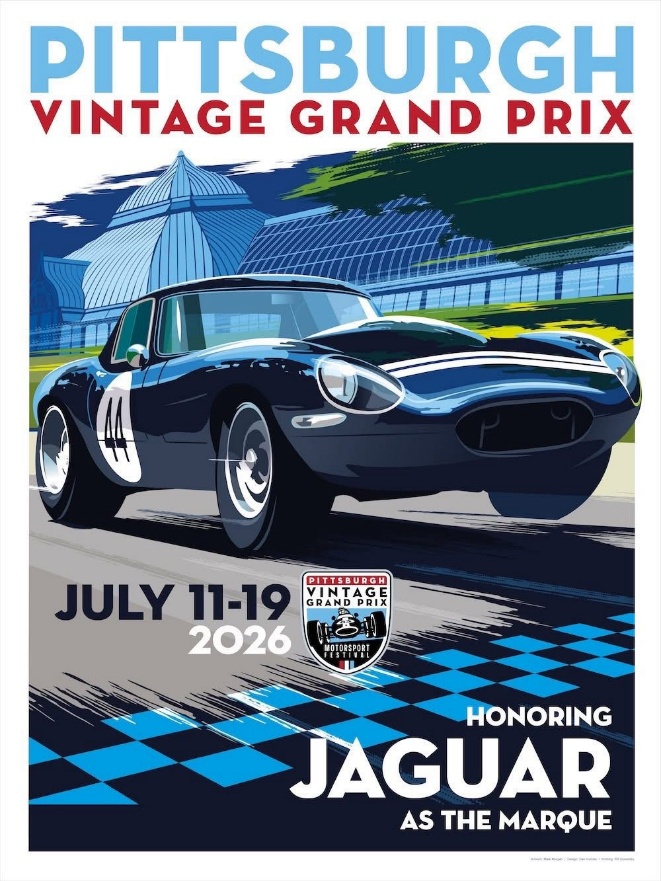 PITTSBURGH
VINTAGE GRAND PRIX
44
JULY 11-19
2026
PITTSBURGH
VINTAGE
GRAND PRIX
MOTORSPORT
FESTIVAL
HONORING
JAGUAR
AS THE MARQUE